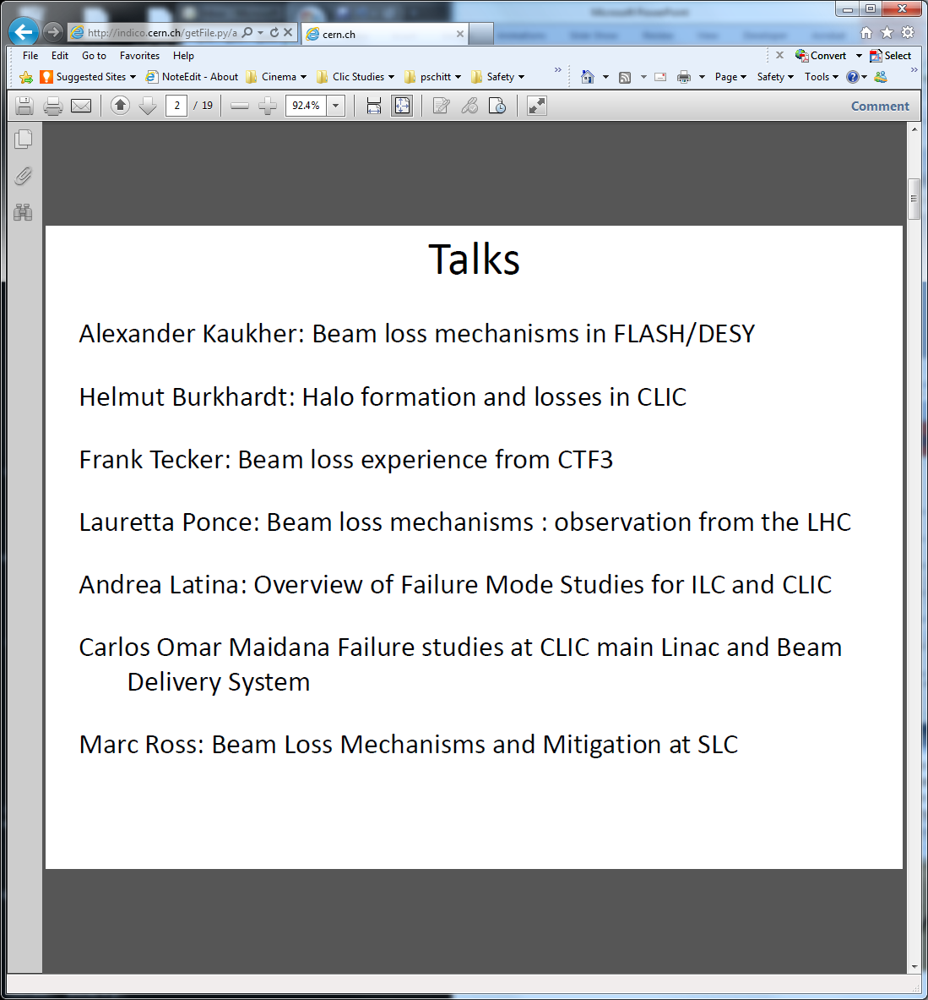 http://indico.cern.ch/getFile.py/a
cern.ch
File Edit Go to Favorites Help
Convert Select
Suggested Sites NoteEdit - About Cinema Clic Studies pschitt Safety
Page Safety Tools
2 / 19 92.4% Comment
Talks
Alexander Kaukher: Beam loss mechanisms in FLASH/DESY
Helmut Burkhardt: Halo formation and losses in CLIC
Frank Tecker: Beam loss experience from CTF3
Lauretta Ponce: Beam loss mechanisms : observation from the LHC
Andrea Latina: Overview of Failure Mode Studies for ILC and CLIC
Carlos Omar Maidana Failure studies at CLIC main Linac and Beam
Delivery System
Marc Ross: Beam Loss Mechanisms and Mitigation at SLC